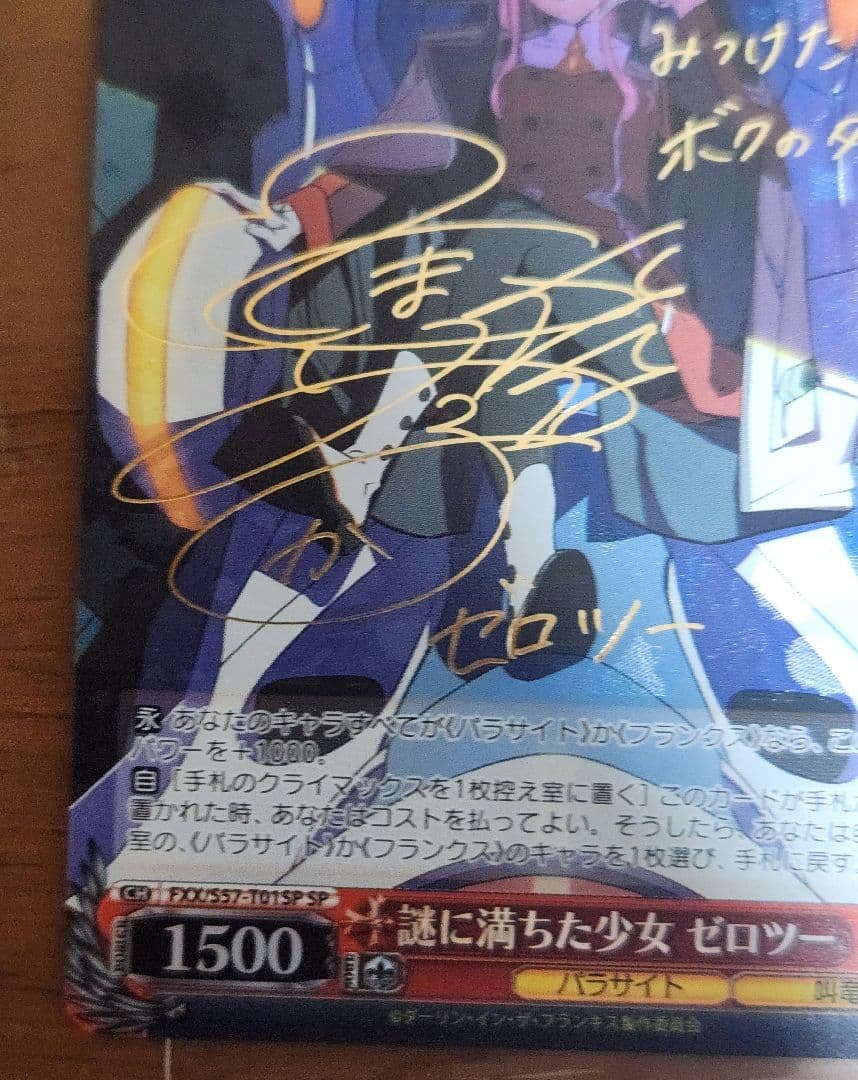 みつけた
ボクの
ま
2
か
ゼロツー
永 あなたのキャラすべてが《パラサイト》か《フランクス》なら、こ
パワーを+1000。
自 [手札のクライマックスを1枚控え室に置く] このカードが手札
置かれた時、あなたはコストを払ってよい。そうしたら、あなたは
室の、《パラサイト》か《フランクス》のキャラを1枚選び、手札に戻す
CH FXX/S57-T01SP SP
謎に満ちた少女 ゼロツー
POWER 1500
パラサイト 叫竜
©ダーリン・イン・ザ・フランキス製作委員会